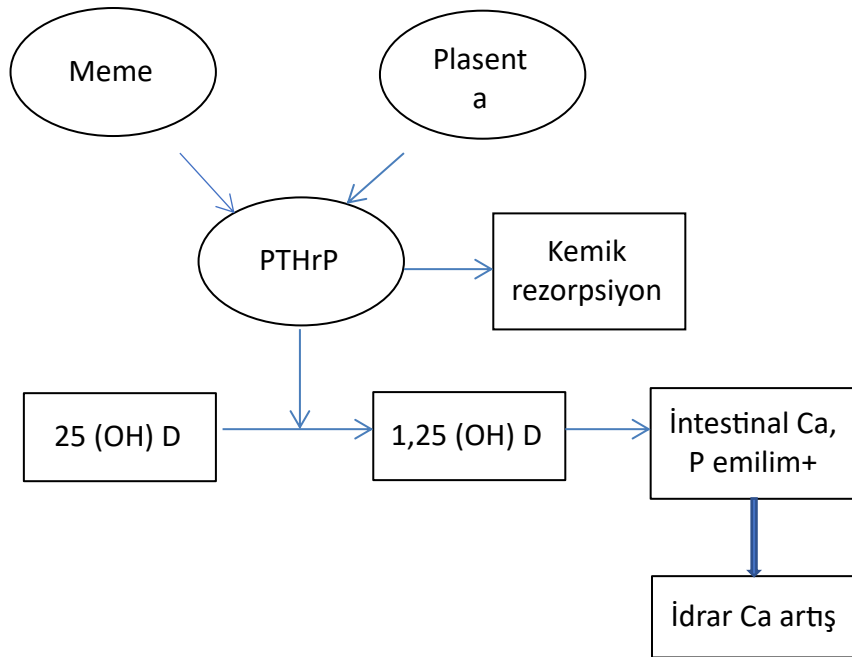 Meme
Plasent
a
PTHrP
Kemik
rezorpsiyon
25 (OH) D
1,25 (OH) D
İntestinal Ca,
P emilim+
İdrar Ca artış